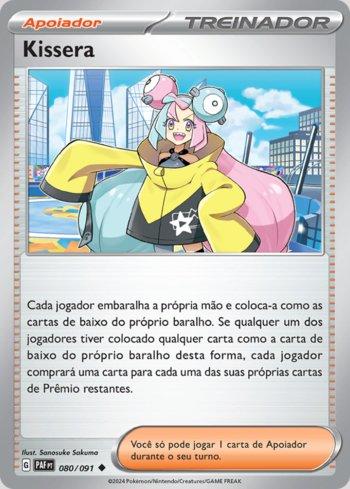 Apoiador
TREINADOR
Kissera
Cada jogador embaralha a própria mão e coloca-a como as
cartas de baixo do próprio baralho. Se qualquer um dos
jogadores tiver colocado qualquer carta como a carta de
baixo do próprio baralho desta forma, cada jogador
comprará uma carta para cada uma das suas próprias cartas
de Prêmio restantes.
Ilust. Sanosuke Sakuma
G PAF PT 080/091
Você só pode jogar 1 carta de Apoiador
durante o seu turno.
©2024 Pokémon/Nintendo/Creatures/GAME FREAK